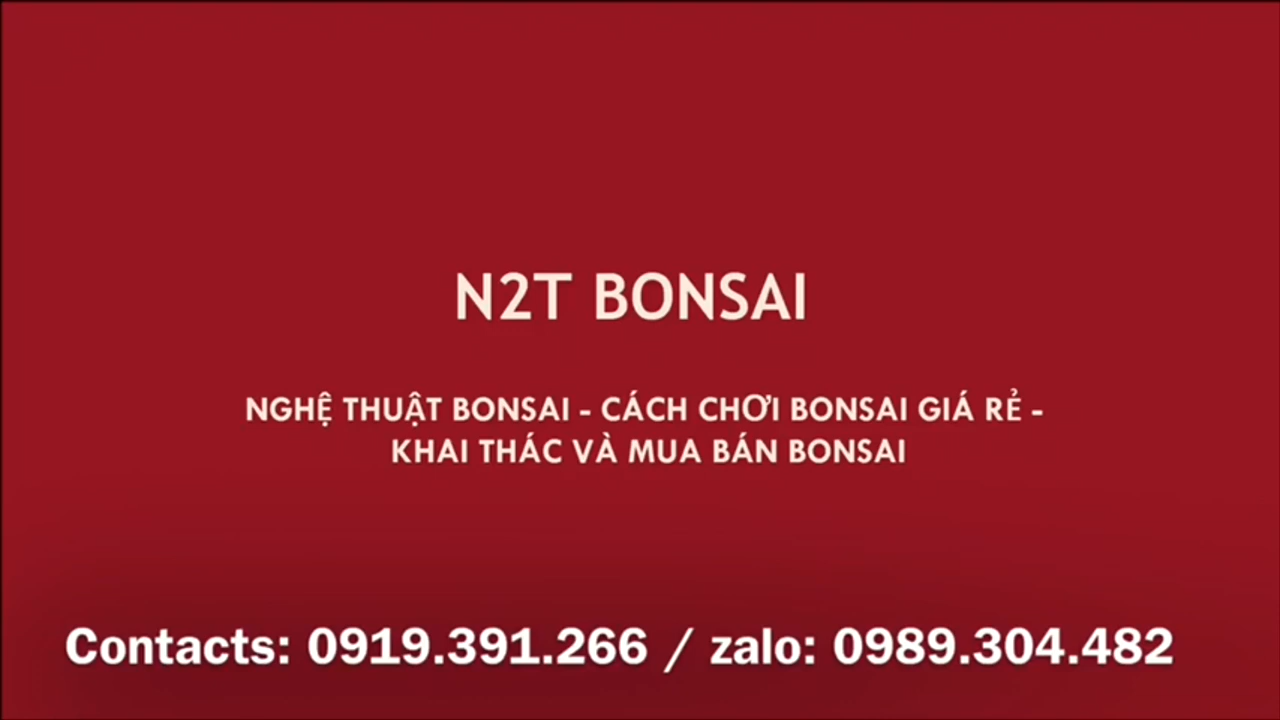 N2T BONSAI
NGHỆ THUẬT BONSAI - CÁCH CHƠI BONSAI GIÁ RẺ -
KHAI THÁC VÀ MUA BÁN BONSAI
Contacts: 0919.391.266 / zalo: 0989.304.482